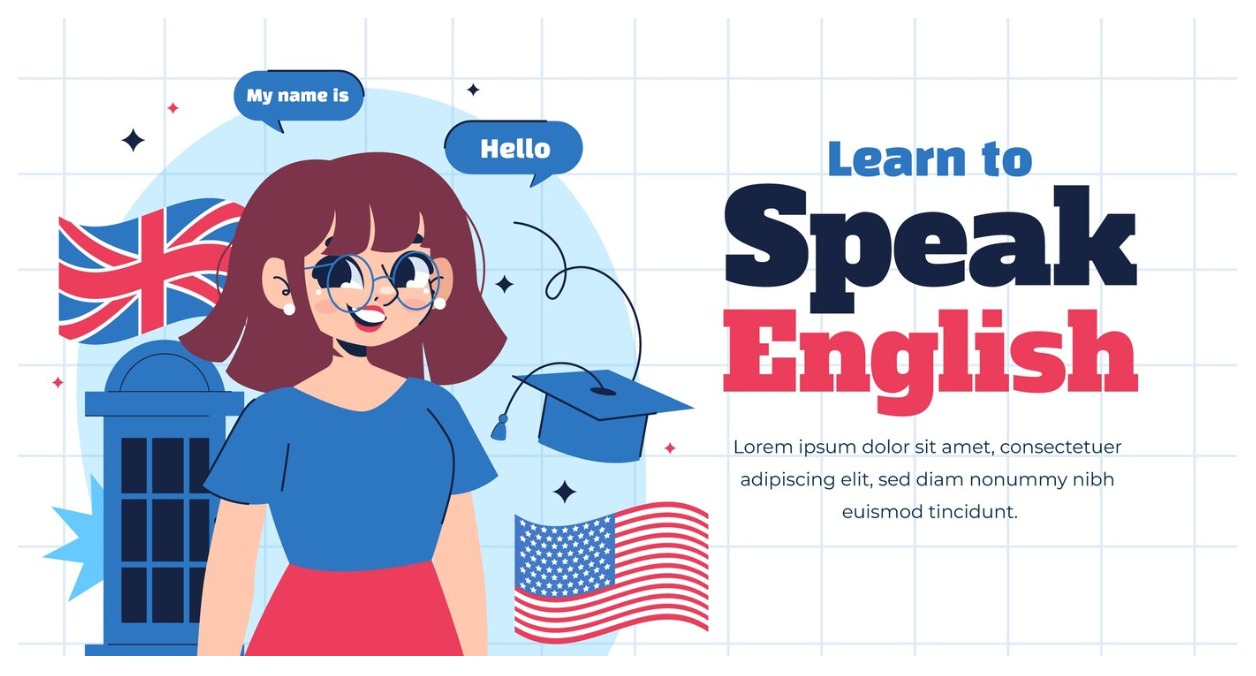 My name is
Hello
Learn to
Speak
English
Lorem ipsum dolor sit amet, consectetuer
adipiscing elit, sed diam nonummy nibh
euismod tincidunt.